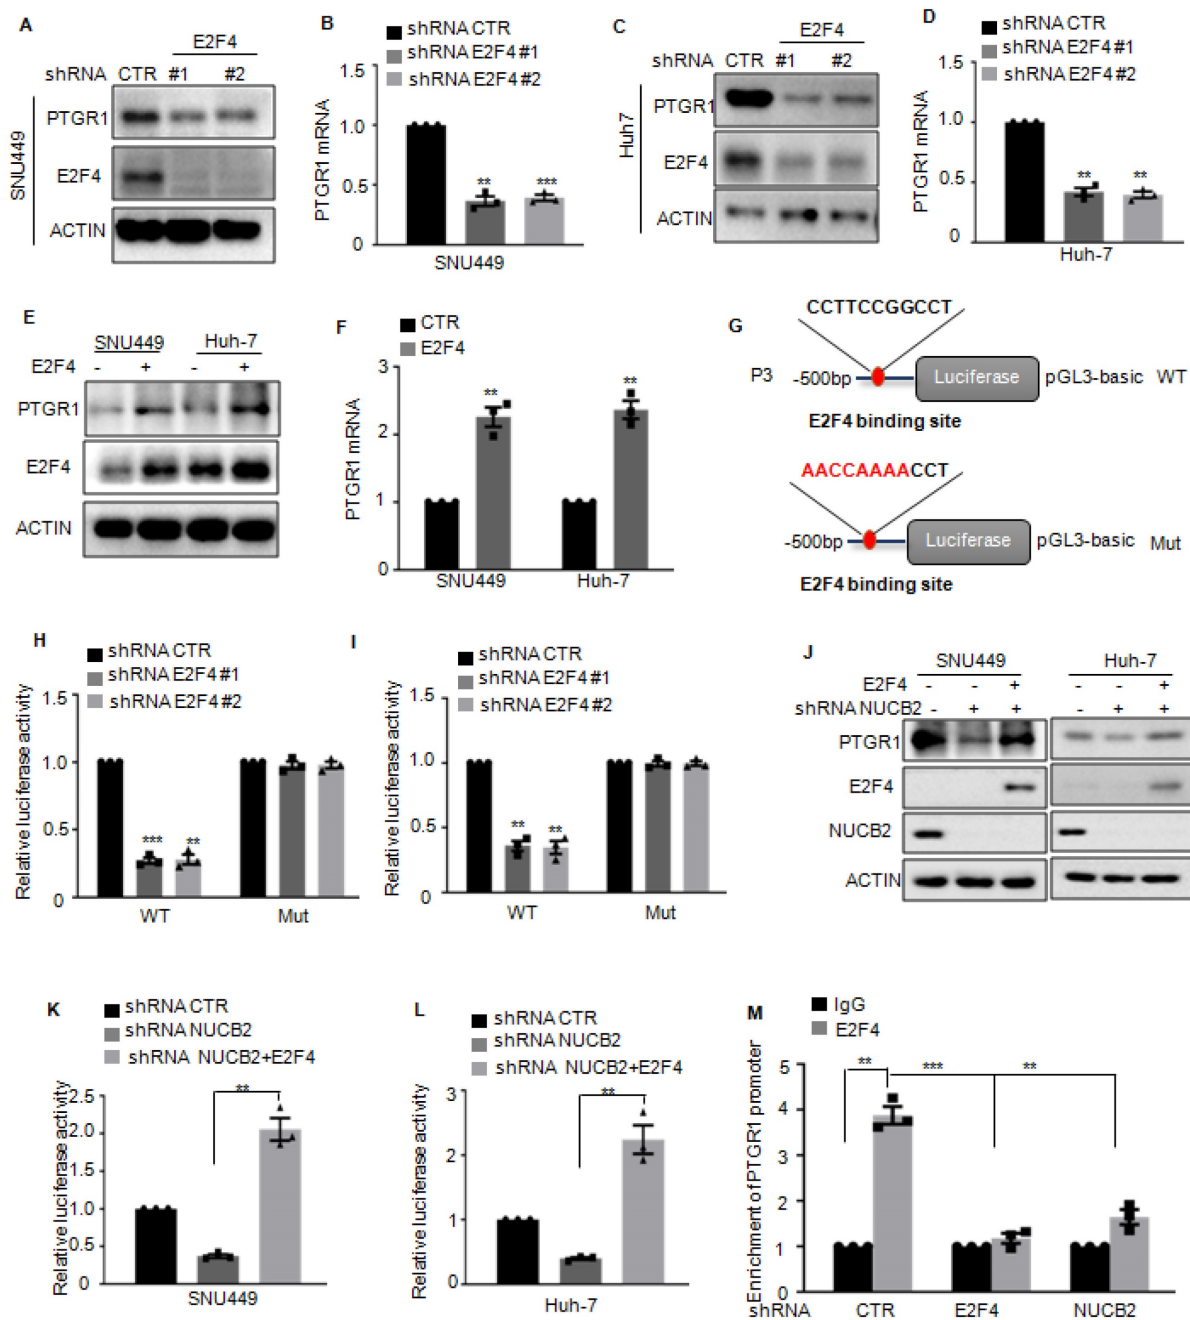 A
E2F4
shRNA CTR #1 #2
SNU449
PTGR1
E2F4
ACTIN
B
shRNA CTR
shRNA E2F4 #1
shRNA E2F4 #2
PTGR1 mRNA
1.5
1.0
0.5
0
** ***
SNU449
C
E2F4
shRNA CTR #1 #2
Huh7
PTGR1
E2F4
ACTIN
D
shRNA CTR
shRNA E2F4 #1
shRNA E2F4 #2
PTGR1 mRNA
1.5
1.0
0.5
0
** **
Huh-7
E
SNU449 Huh-7
E2F4 - + - +
PTGR1
E2F4
ACTIN
F
CTR
E2F4
PTGR1 mRNA
3
2
1
0
** **
SNU449 Huh-7
G
CCTTCCGGCCT
P3 -500bp Luciferase pGL3-basic WT
E2F4 binding site
AACCAAAACCT
-500bp Luciferase pGL3-basic Mut
E2F4 binding site
H
shRNA CTR
shRNA E2F4 #1
shRNA E2F4 #2
Relative luciferase activity
1.5
1.0
0.5
0
*** **
WT Mut
I
shRNA CTR
shRNA E2F4 #1
shRNA E2F4 #2
Relative luciferase activity
1.5
1.0
0.5
0
** **
WT Mut
J
SNU449 Huh-7
E2F4 - - + - - +
shRNA NUCB2 - + + - + +
PTGR1
E2F4
NUCB2
ACTIN
K
shRNA CTR
shRNA NUCB2
shRNA NUCB2+E2F4
Relative luciferase activity
2.5
2.0
1.5
1.0
0.5
0
**
SNU449
L
shRNA CTR
shRNA NUCB2
shRNA NUCB2+E2F4
Relative luciferase activity
3
2
1
0
**
Huh-7
M
IgG
E2F4
Enrichment of PTGR1 promoter
5
4
3
2
1
0
** *** **
shRNA CTR E2F4 NUCB2